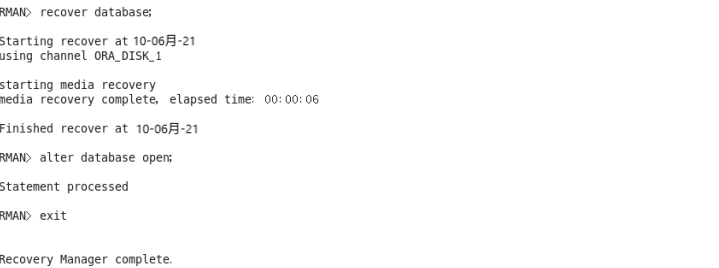 RMAN> recover database;
Starting recover at 10-06月-21
using channel ORA_DISK_1
starting media recovery
media recovery complete, elapsed time: 00:00:06
Finished recover at 10-06月-21
RMAN> alter database open;
Statement processed
RMAN> exit
Recovery Manager complete.